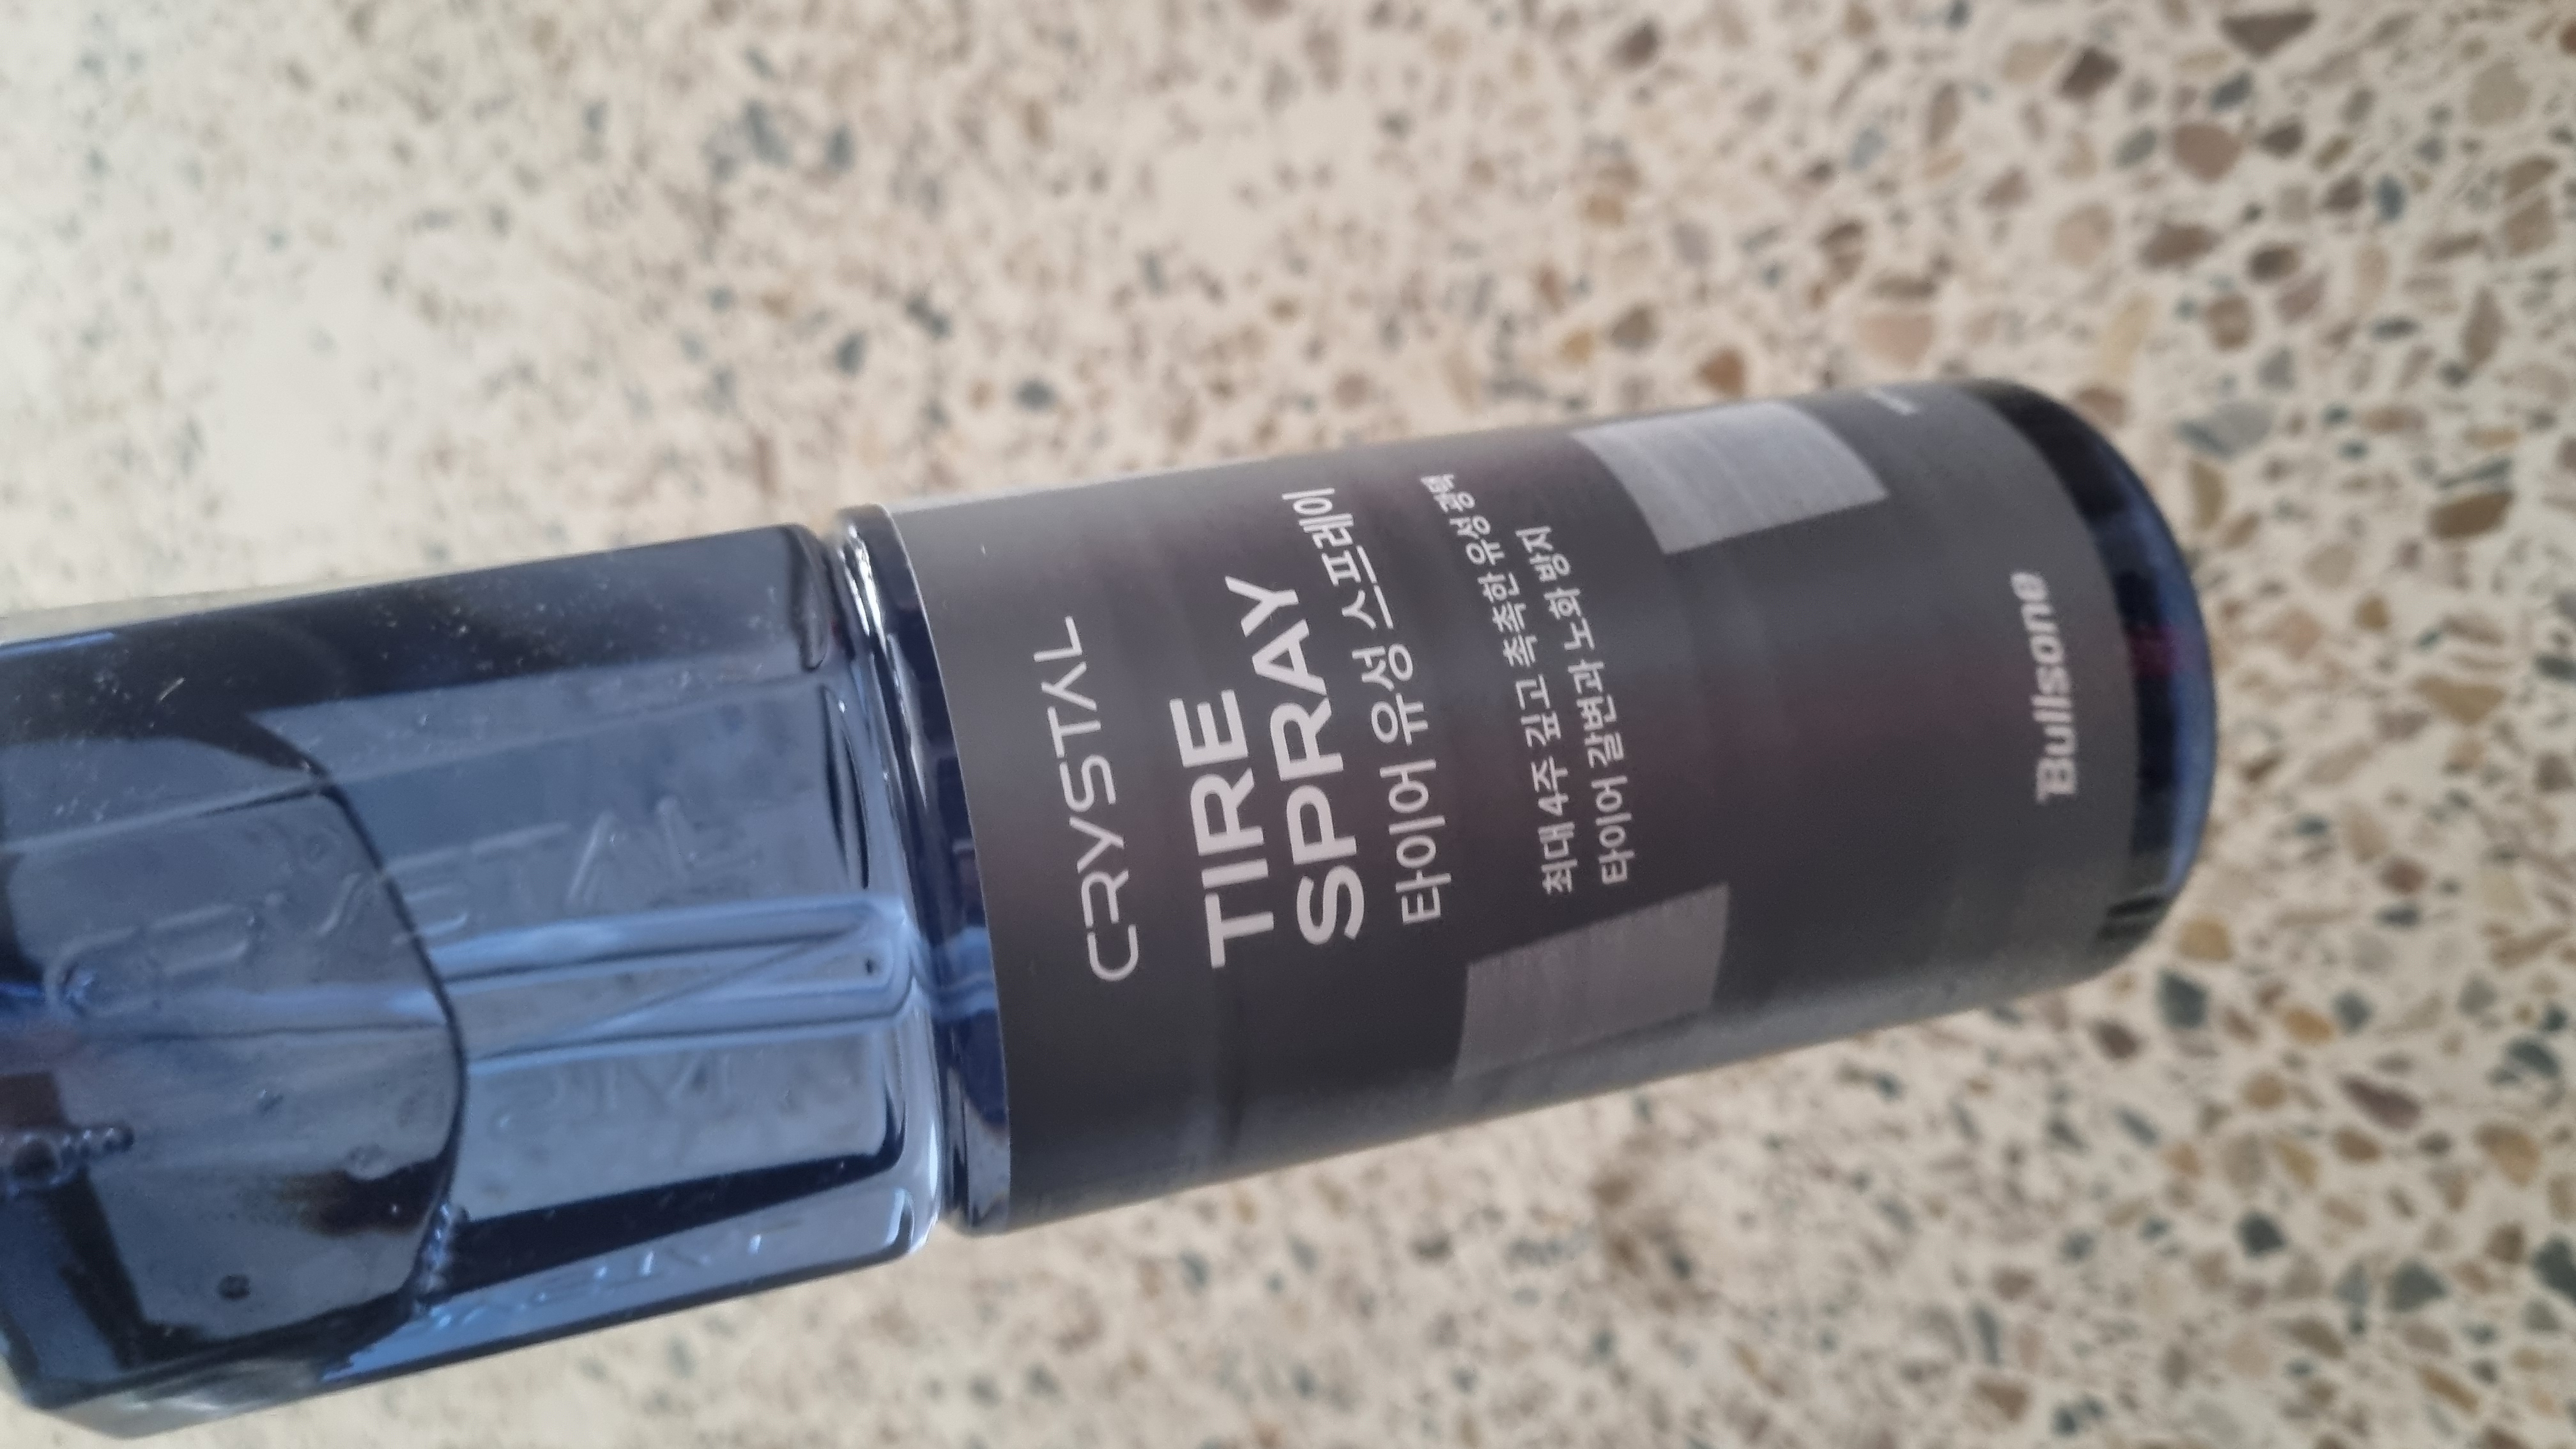 CRYSTAL
TIRE
SPRAY
타이어 유성 스프레이
최대 4주 깊고 촉촉한 유성 광택
타이어 갈변과 노화 방지
Bullsone
CRYSTAL